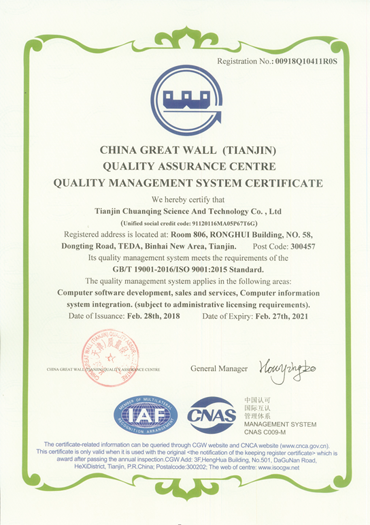 Registration No.: 00918Q10411R0S
CHINA GREAT WALL (TIANJIN)
QUALITY ASSURANCE CENTRE
QUALITY MANAGEMENT SYSTEM CERTIFICATE
We hereby certify that
Tianjin Chuanqing Science And Technology Co. , Ltd
(Unified social credit code: 91120116MA05P67T6G)
Registered address is located at: Room 806, RONGHUI Building, NO. 58,
Dongting Road, TEDA, Binhai New Area, Tianjin. Post Code: 300457
Its quality management system meets the requirements of the
GB/T 19001-2016/ISO 9001:2015 Standard.
The quality management system applies in the following areas:
Computer software development, sales and services, Computer information
system integration. (subject to administrative licensing requirements).
Date of Issuance: Feb. 28th, 2018 Date of Expiry: Feb. 27th, 2021
CHINA GREAT WALL (TIANJIN) QUALITY ASSURANCE CENTRE
General Manager
IAF
CNAS
中国认可
国际互认
管理体系
MANAGEMENT SYSTEM
CNAS C009-M
The certificate-related information can be queried through CGW website and CNCA website (www.cnca.gov.cn).
This certificate is only valid when it is used with the original <the notification of the keeping register certificate> which is
award after passing the annual inspection.CGW Add: 3F,HengHua Building, No.501, DaGuNan Road,
HeXiDistrict, Tianjin, P.R.China; Postalcode:300202; The web of centre: www.isocgw.net